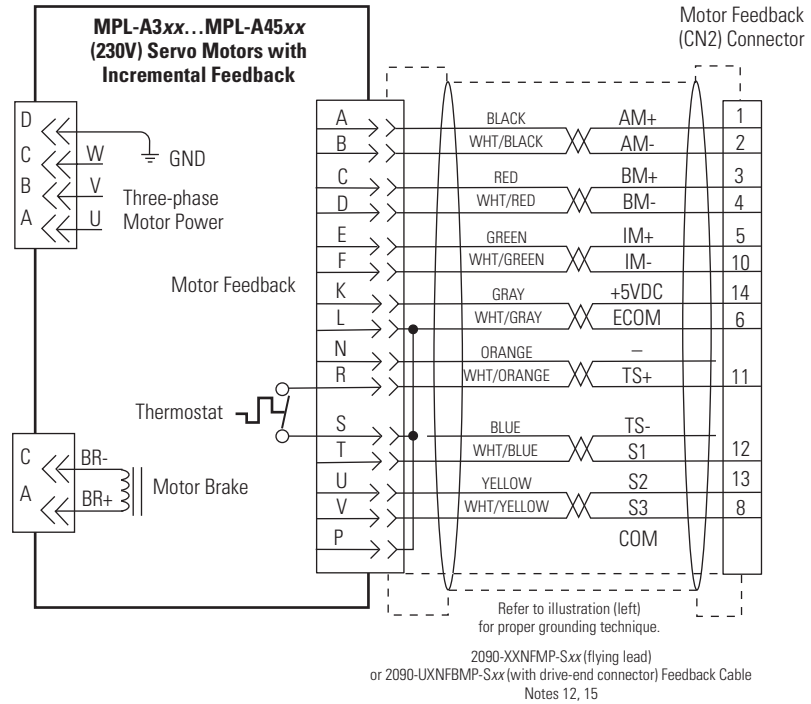 MPL-A3xx...MPL-A45xx
(230V) Servo Motors with
Incremental Feedback
Motor Feedback
(CN2) Connector
D
C W GND
B V Three-phase
A U Motor Power
Motor Feedback
Thermostat
C BR-
A BR+ Motor Brake
A BLACK AM+ 1
B WHT/BLACK AM- 2
C RED BM+ 3
D WHT/RED BM- 4
E GREEN IM+ 5
F WHT/GREEN IM- 10
K GRAY +5VDC 14
L WHT/GRAY ECOM 6
N ORANGE –
R WHT/ORANGE TS+ 11
S BLUE TS-
T WHT/BLUE S1 12
U YELLOW S2 13
V WHT/YELLOW S3 8
P COM
Refer to illustration (left)
for proper grounding technique.
2090-XXNFMP-Sxx (flying lead)
or 2090-UXNFBMP-Sxx (with drive-end connector) Feedback Cable
Notes 12, 15